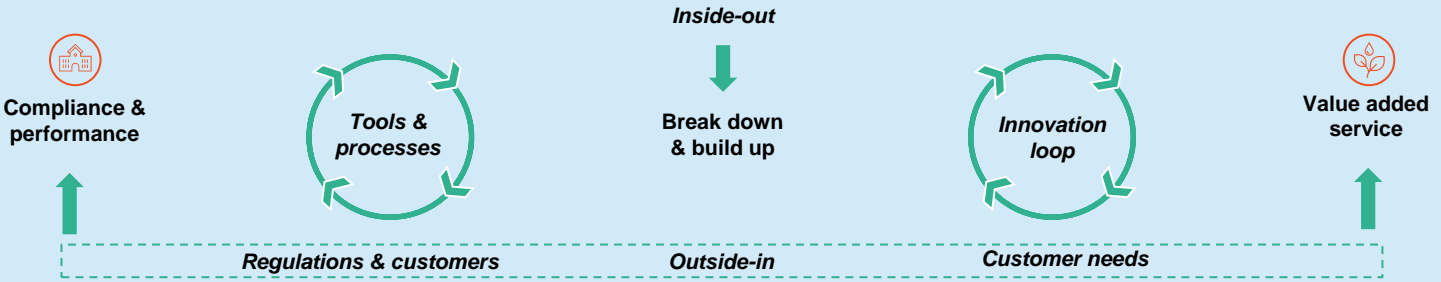 Inside-out
Compliance &
performance
Tools &
processes
Break down
& build up
Innovation
loop
Value added
service
Regulations & customers
Outside-in
Customer needs